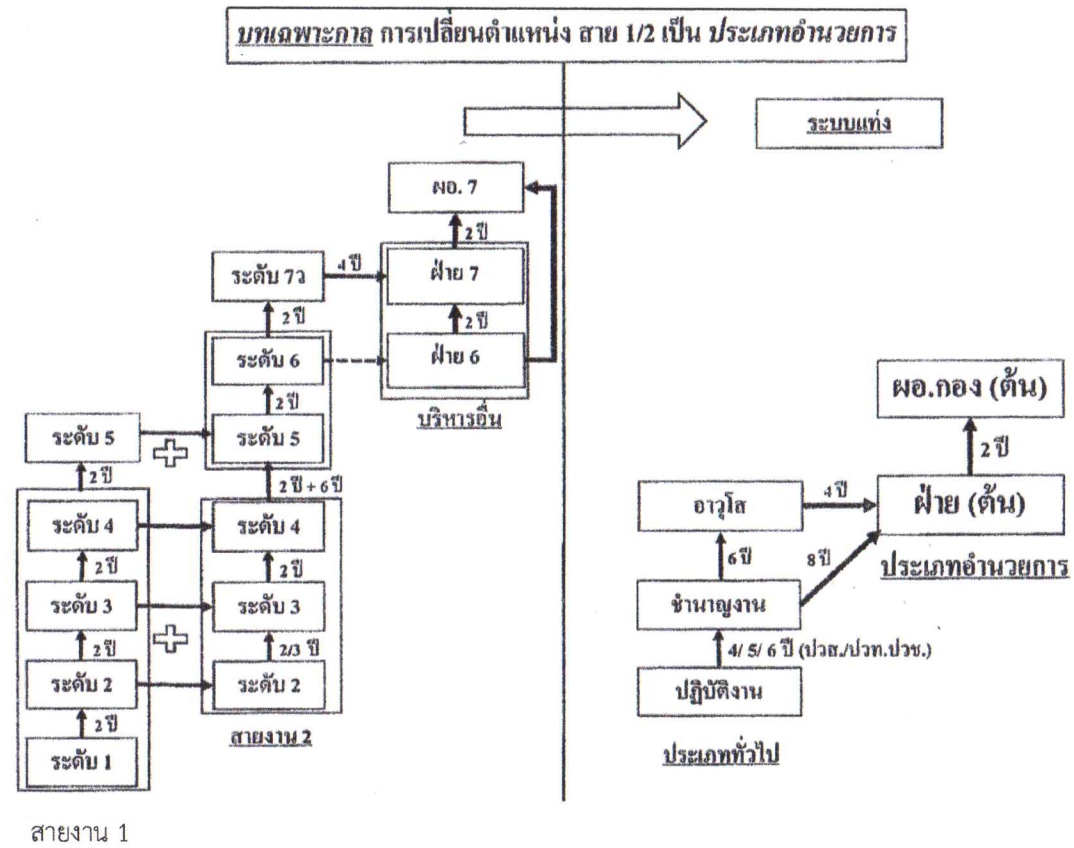 บทเฉพาะกาล การเปลี่ยนตำแหน่ง สาย 1/2 เป็น ประเภทอำนวยการ
ระบบแท่ง
ผอ. 7
2 ปี
ระดับ 7ว
4 ปี
ฝ่าย 7
2 ปี
2 ปี
ระดับ 6
ฝ่าย 6
บริหารอื่น
2 ปี
ระดับ 5
ระดับ 5
2 ปี
2 ปี + 6 ปี
ระดับ 4
ระดับ 4
2 ปี
2 ปี
ระดับ 3
ระดับ 3
2 ปี
2/3 ปี
ระดับ 2
ระดับ 2
2 ปี
สายงาน 2
ระดับ 1
สายงาน 1
ผอ.กอง (ต้น)
2 ปี
อาวุโส
4 ปี
ฝ่าย (ต้น)
6 ปี
8 ปี
ประเภทอำนวยการ
ชำนาญงาน
4/ 5/ 6 ปี (ปวส./ปวท.ปวช.)
ปฏิบัติงาน
ประเภททั่วไป